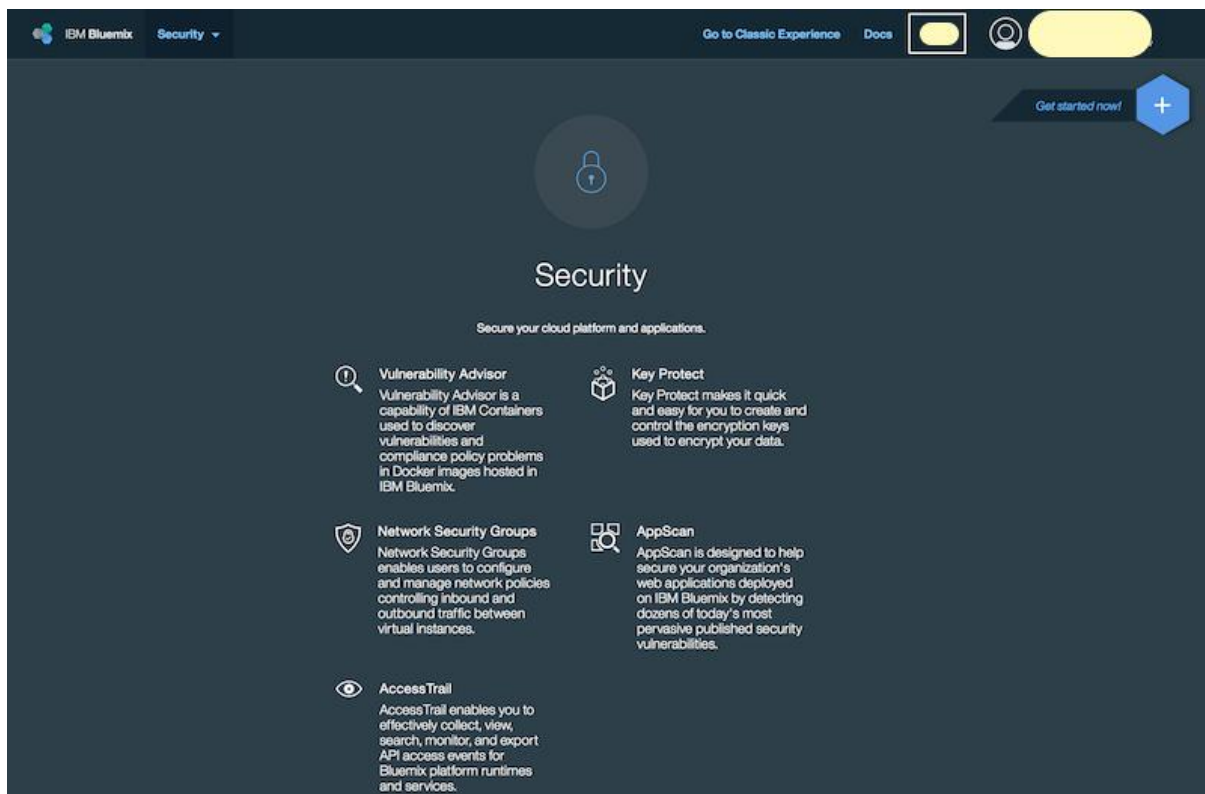 IBM Bluemix
Security
Go to Classic Experience
Docs
Get started now!
+
Security
Secure your cloud platform and applications.
Vulnerability Advisor
Vulnerability Advisor is a
capability of IBM Containers
used to discover
vulnerabilities and
compliance policy problems
in Docker images hosted in
IBM Bluemix.
Key Protect
Key Protect makes it quick
and easy for you to create and
control the encryption keys
used to encrypt your data.
Network Security Groups
Network Security Groups
enables users to configure
and manage network policies
controlling inbound and
outbound traffic between
virtual instances.
AppScan
AppScan is designed to help
secure your organization's
web applications deployed
on IBM Bluemix by detecting
dozens of today's most
pervasive published security
vulnerabilities.
AccessTrail
AccessTrail enables you to
effectively collect, view,
search, monitor, and export
API access events for
Bluemix platform runtimes
and services.